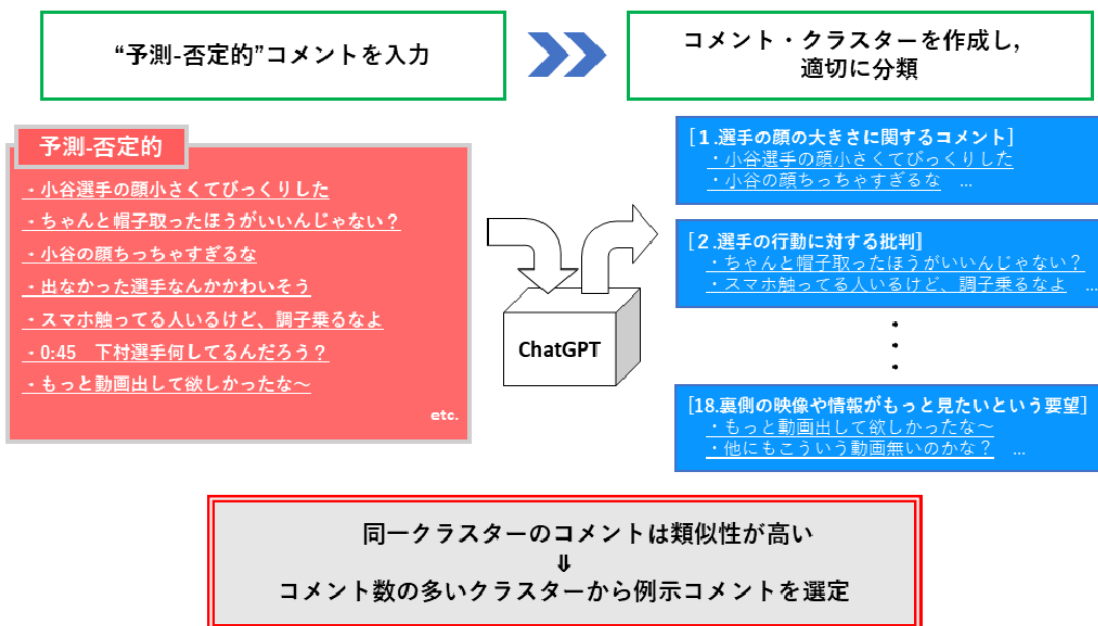 “予測-否定的”コメントを入力
コメント・クラスターを作成し,
適切に分類
予測-否定的
・小谷選手の顔小さくてびっくりした
・ちゃんと帽子取ったほうがいいんじゃない？
・小谷の顔ちっちゃすぎるな
・出なかった選手なんかかわいそう
・スマホ触ってる人いるけど、調子乗るなよ
・0:45　下村選手何してるんだろう？
・もっと動画出して欲しかったな～
etc.
ChatGPT
[１.選手の顔の大きさに関するコメント]
・小谷選手の顔小さくてびっくりした
・小谷の顔ちっちゃすぎるな　…
[２.選手の行動に対する批判]
・ちゃんと帽子取ったほうがいいんじゃない？
・スマホ触ってる人いるけど、調子乗るなよ　…
[18.裏側の映像や情報がもっと見たいという要望]
・もっと動画出して欲しかったな～
・他にもこういう動画無いのかな？　…
同一クラスターのコメントは類似性が高い
⇓
コメント数の多いクラスターから例示コメントを選定